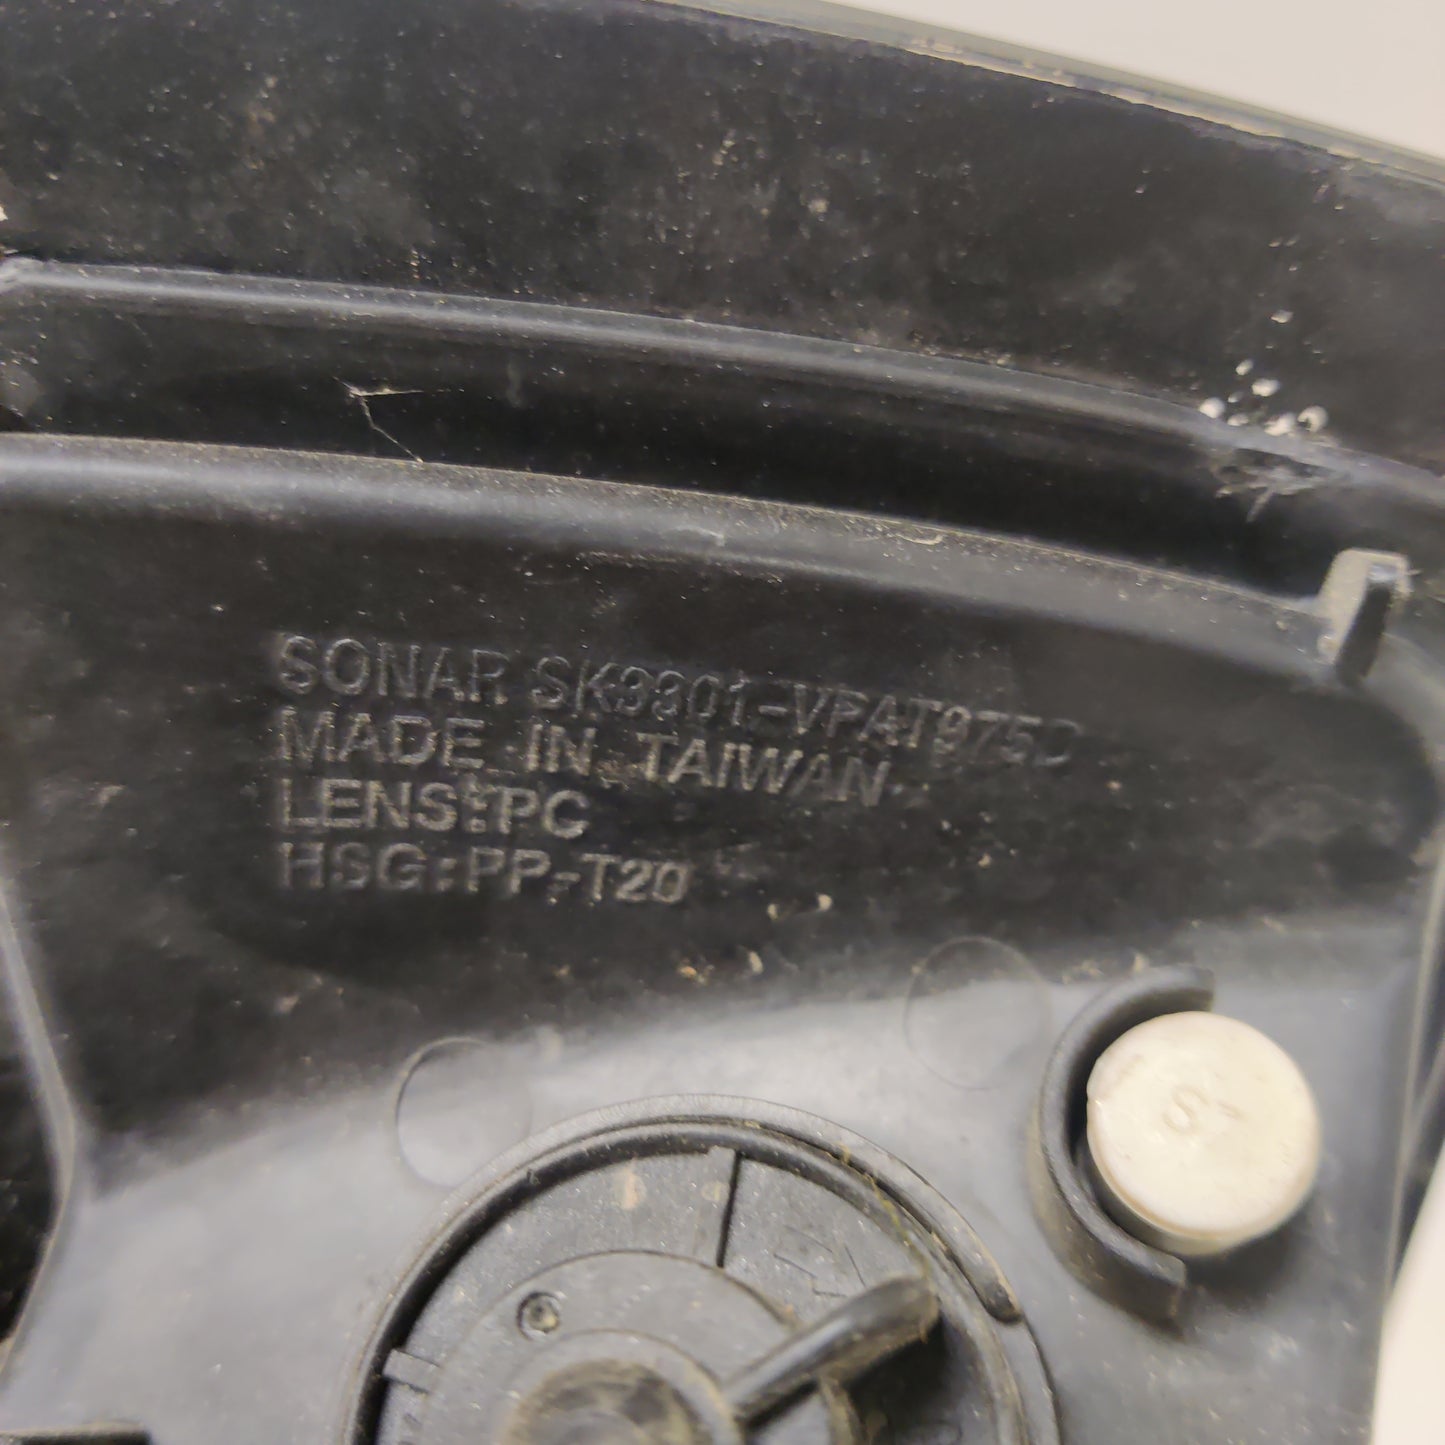 SONAR SK3301-VPAT975D
MADE IN TAIWAN
LENS:PC
HSG:PP-T20
S